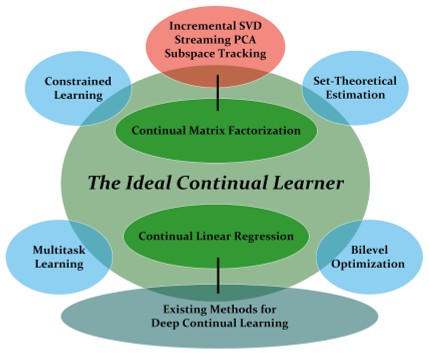 Incremental SVD
Streaming PCA
Subspace Tracking
Constrained
Learning
Set-Theoretical
Estimation
Continual Matrix Factorization
The Ideal Continual Learner
Continual Linear Regression
Multitask
Learning
Bilevel
Optimization
Existing Methods for
Deep Continual Learning